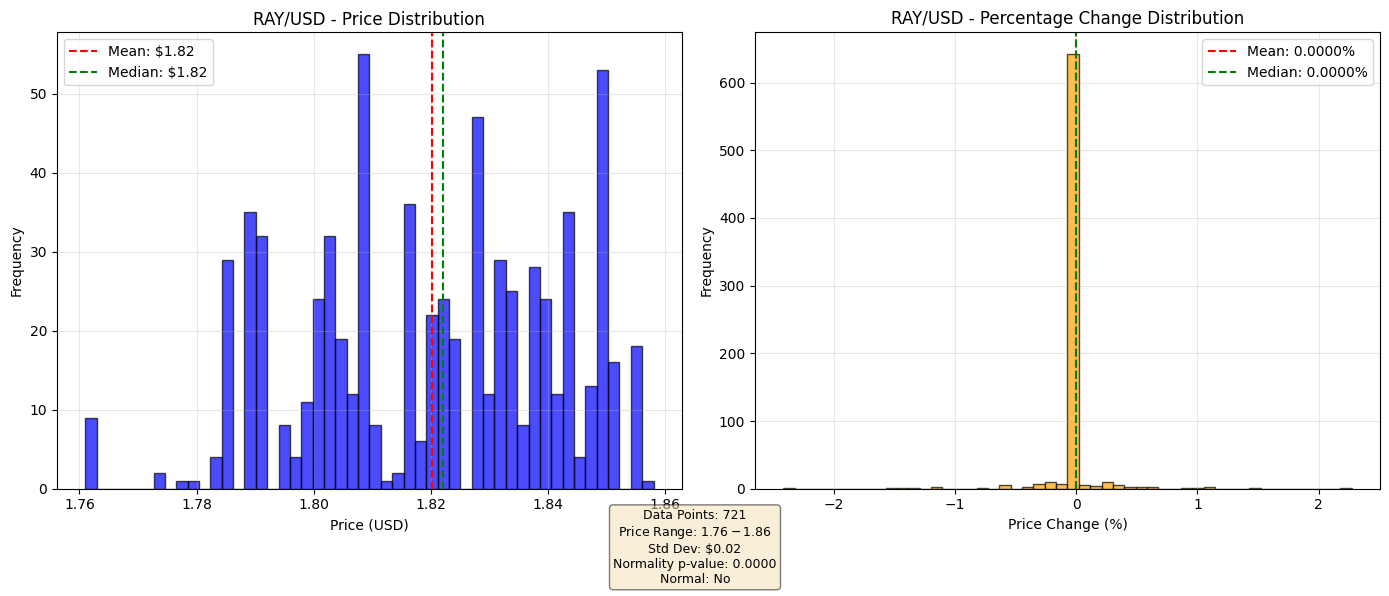 RAY/USD - Price Distribution
Mean: $1.82
Median: $1.82
Frequency
0
10
20
30
40
50
1.76
1.78
1.80
1.82
1.84
1.86
Price (USD)
RAY/USD - Percentage Change Distribution
Mean: 0.0000%
Median: 0.0000%
Frequency
0
100
200
300
400
500
600
−2
−1
0
1
2
Price Change (%)
Data Points: 721
Price Range: 1.76 − 1.86
Std Dev: $0.02
Normality p-value: 0.0000
Normal: No